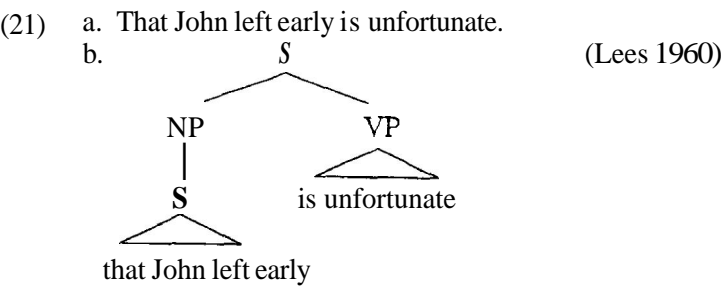 (21) a. That John left early is unfortunate.
b. S (Lees 1960)
NP VP
S is unfortunate
that John left early